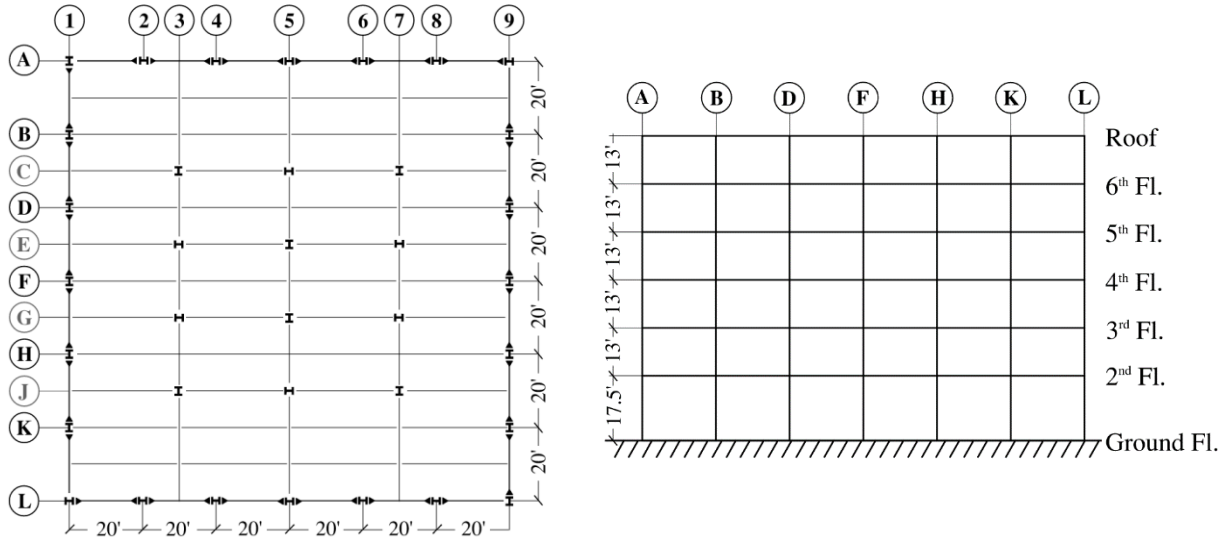 1 2 3 4 5 6 7 8 9
A
B
C
D
E
F
G
H
J
K
L
20'
20'
20'
20'
20'
20'
20' 20' 20' 20' 20' 20'
A B D F H K L
Roof
6th Fl.
5th Fl.
4th Fl.
3rd Fl.
2nd Fl.
Ground Fl.
13'
13'
13'
13'
13'
17.5'